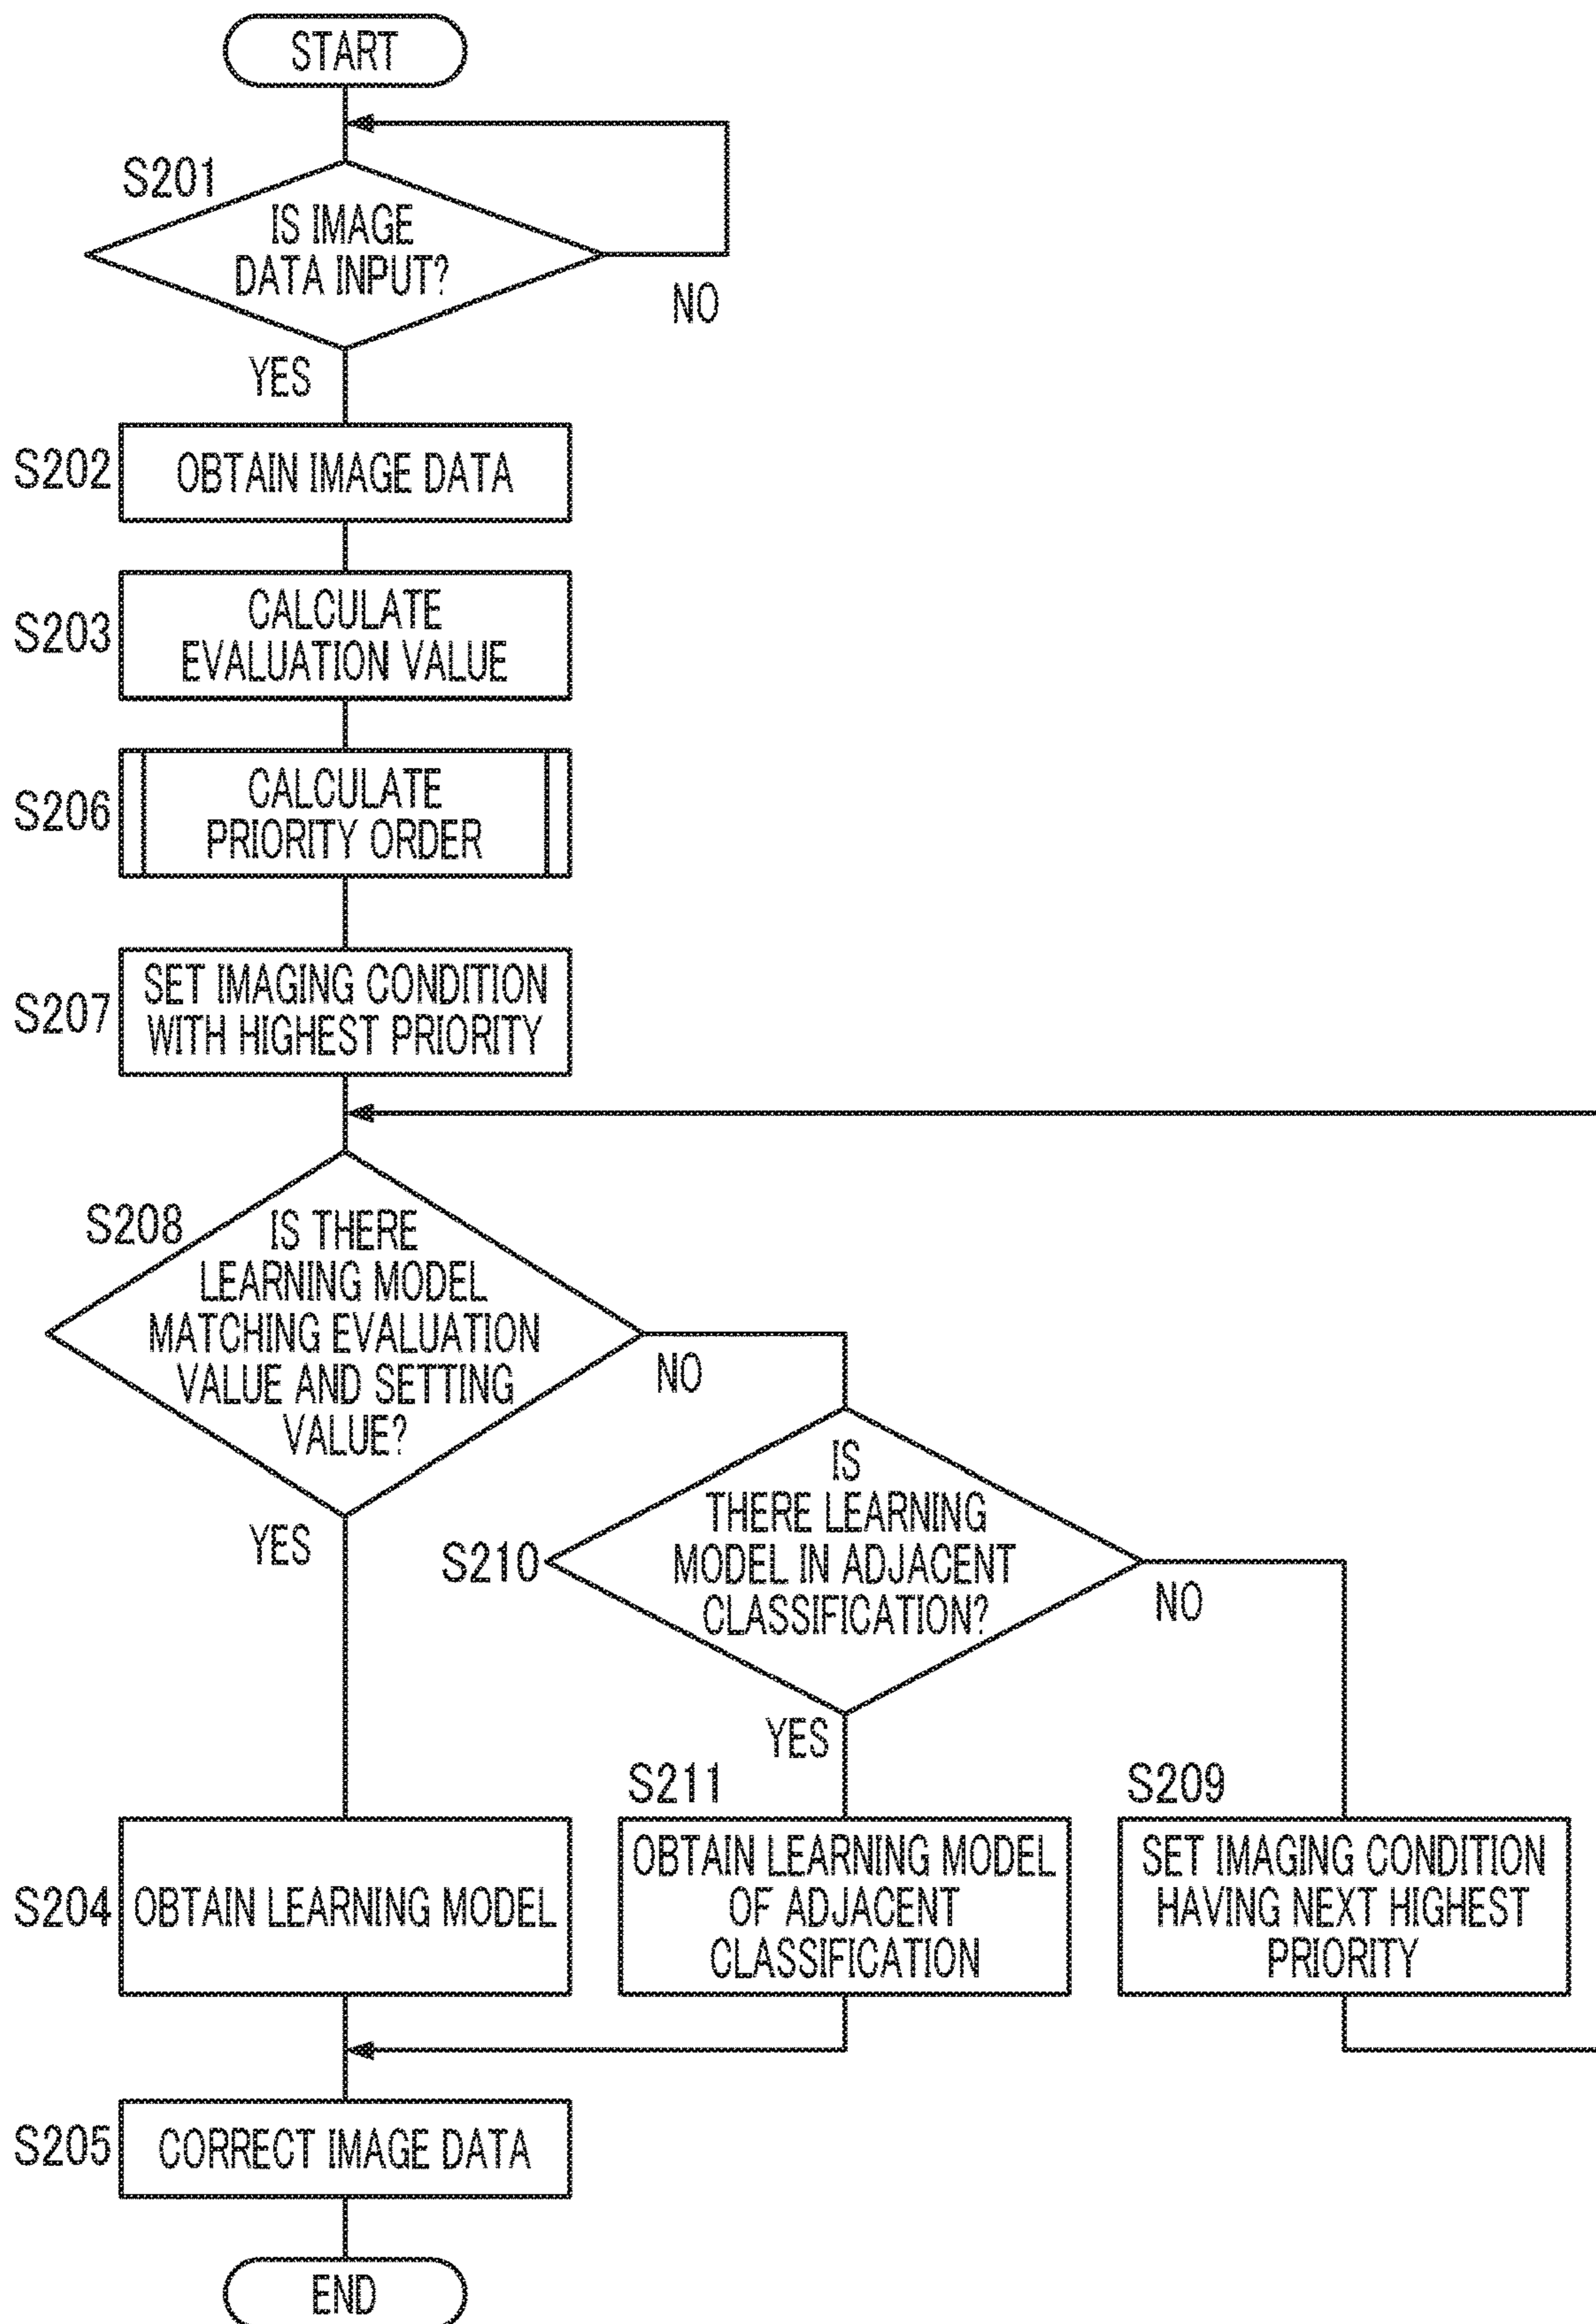 START
S201
IS IMAGE
DATA INPUT?
NO
YES
S202
OBTAIN IMAGE DATA
S203
CALCULATE
EVALUATION VALUE
S206
CALCULATE
PRIORITY ORDER
S207
SET IMAGING CONDITION
WITH HIGHEST PRIORITY
S208
IS THERE
LEARNING MODEL
MATCHING EVALUATION
VALUE AND SETTING
VALUE?
NO
YES
S210
IS
THERE LEARNING
MODEL IN ADJACENT
CLASSIFICATION?
NO
YES
S204
OBTAIN LEARNING MODEL
S211
OBTAIN LEARNING MODEL
OF ADJACENT
CLASSIFICATION
S209
SET IMAGING CONDITION
HAVING NEXT HIGHEST
PRIORITY
S205
CORRECT IMAGE DATA
END